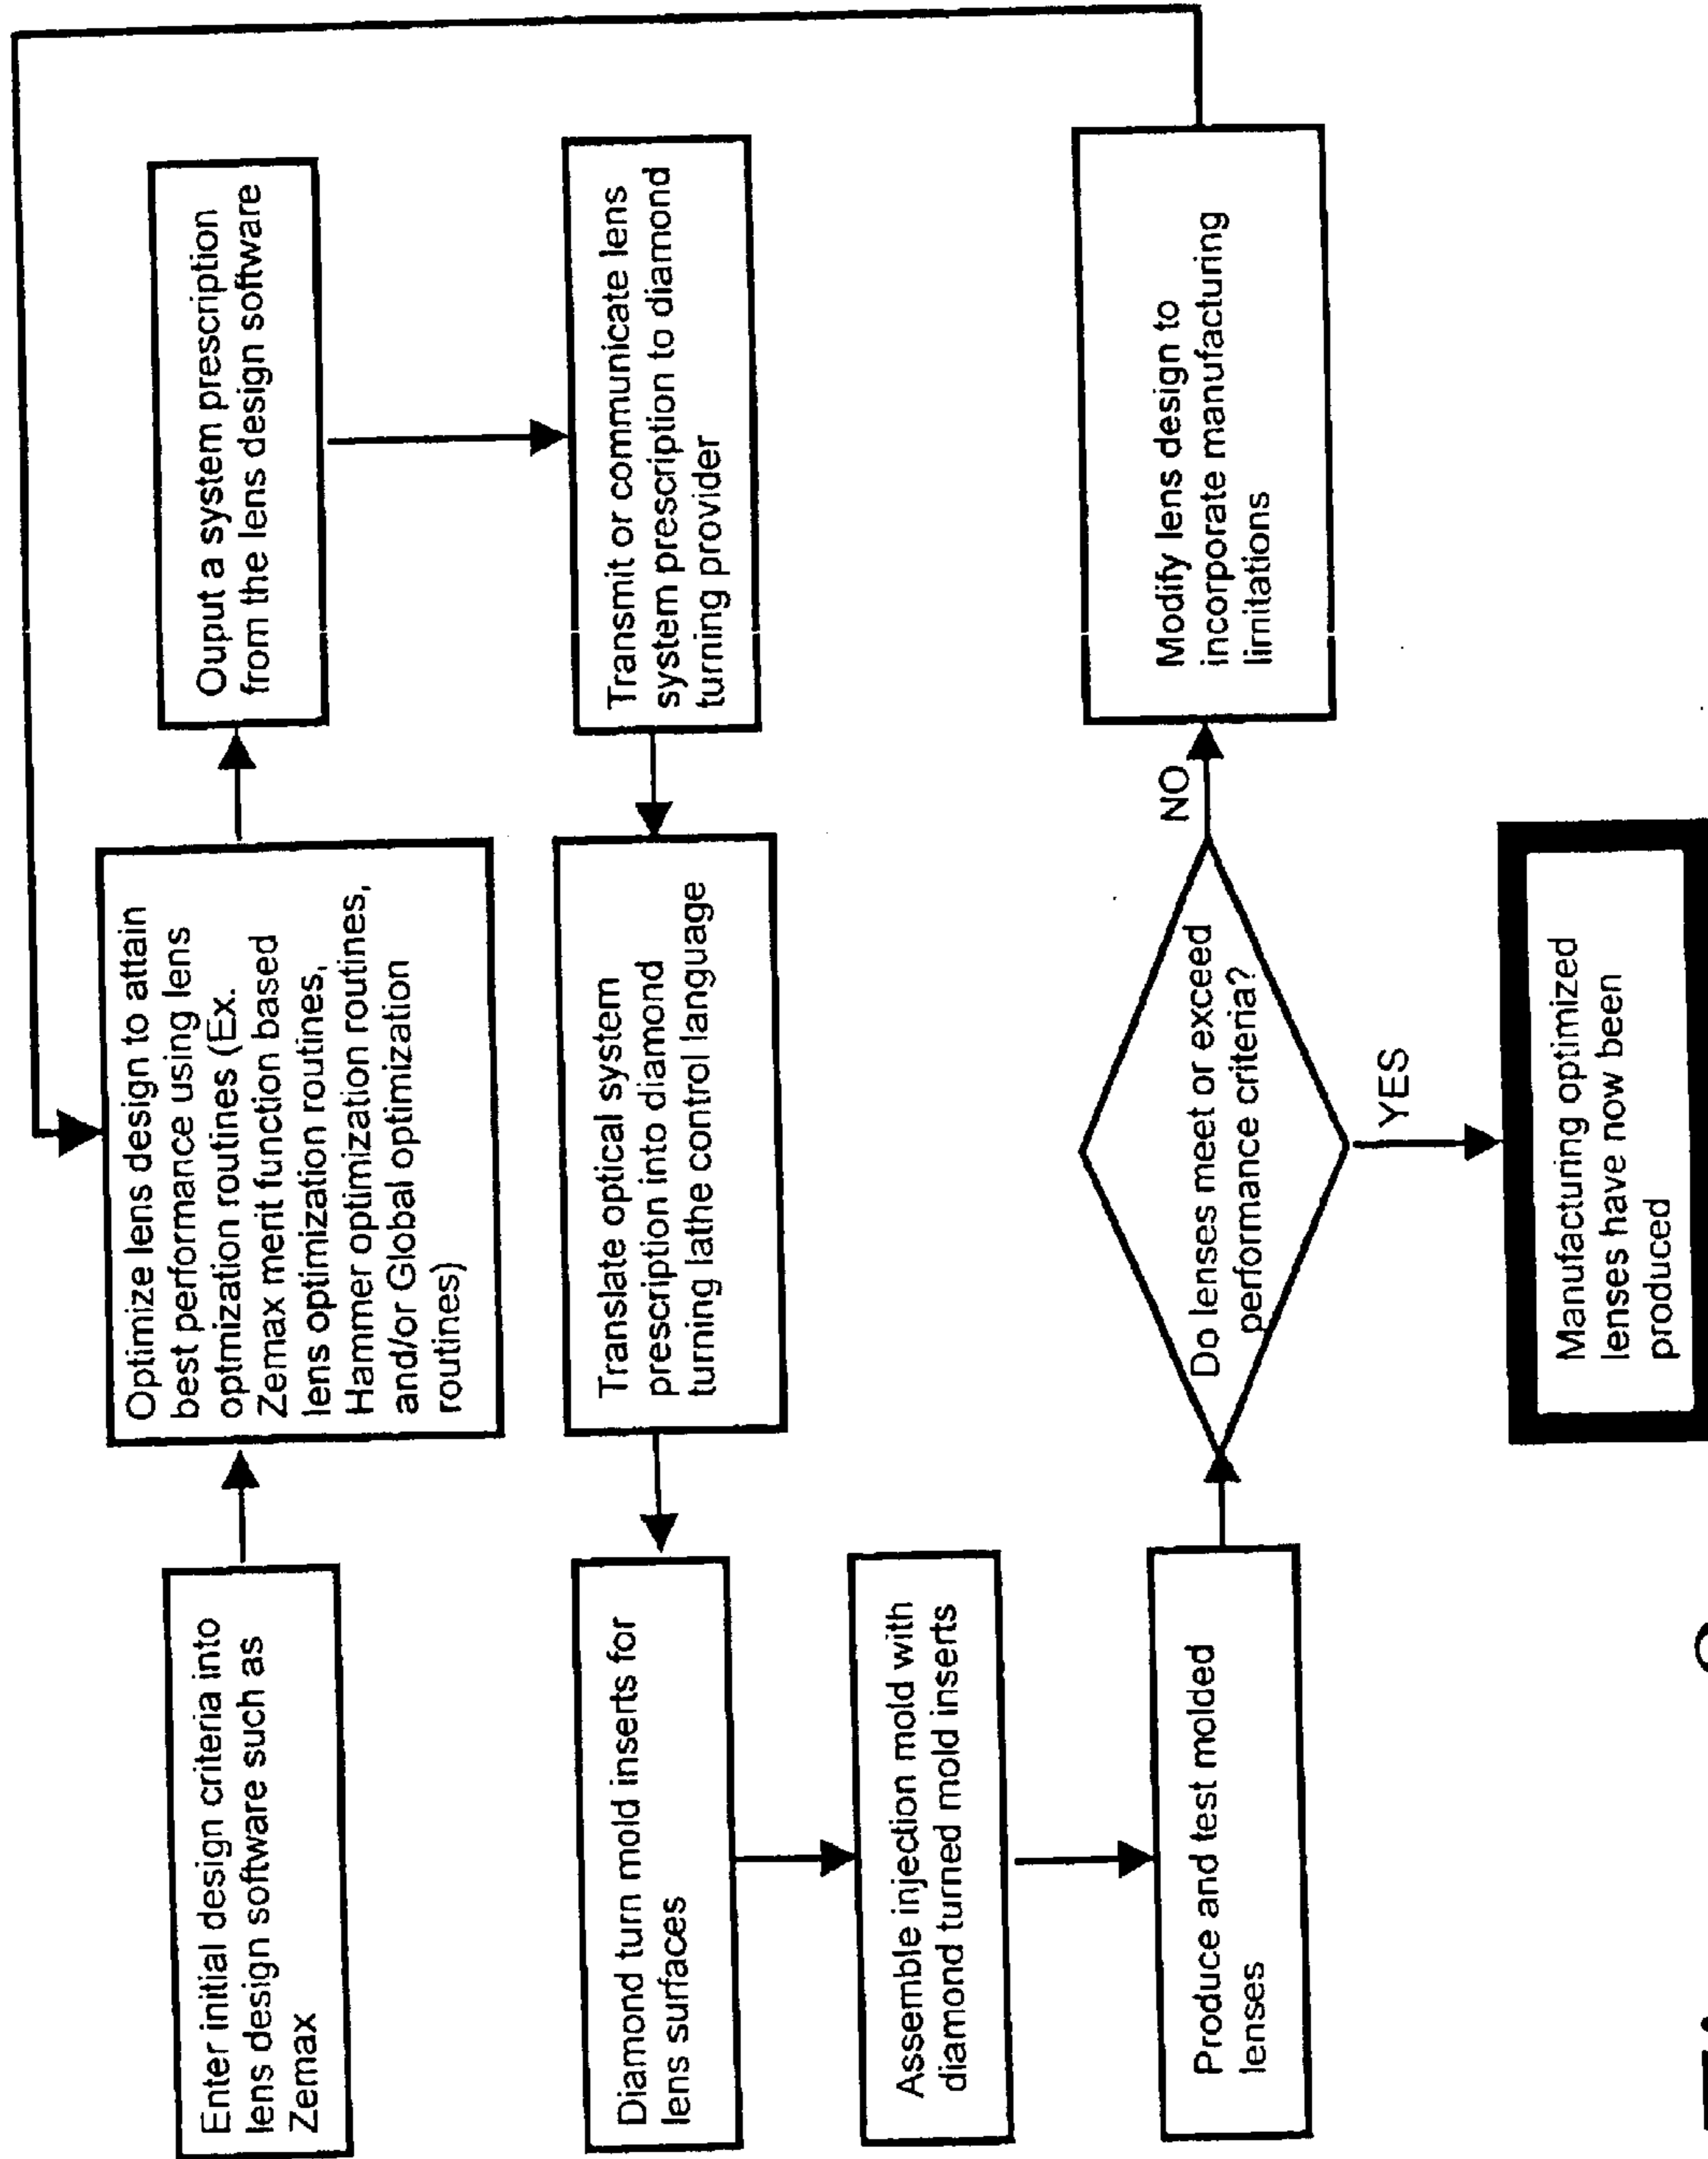 Enter initial design criteria into
lens design software such as
Zemax
Optimize lens design to attain
best performance using lens
optmization routines (Ex.
Zemax merit function based
lens optimization routines,
Hammer optimization routines,
and/or Global optimization
routines)
Ouput a system prescription
from the lens design software
Transmit or communicate lens
system prescription to diamond
turning provider
Translate optical system
prescription into diamond
turning lathe control language
Diamond turn mold inserts for
lens surfaces
Assemble injection mold with
diamond turned mold inserts
Produce and test molded
lenses
Do lenses meet or exceed
performance criteria?
NO
Modify lens design to
incorporate manufacturing
limitations
YES
Manufacturing optimized
lenses have now been
produced